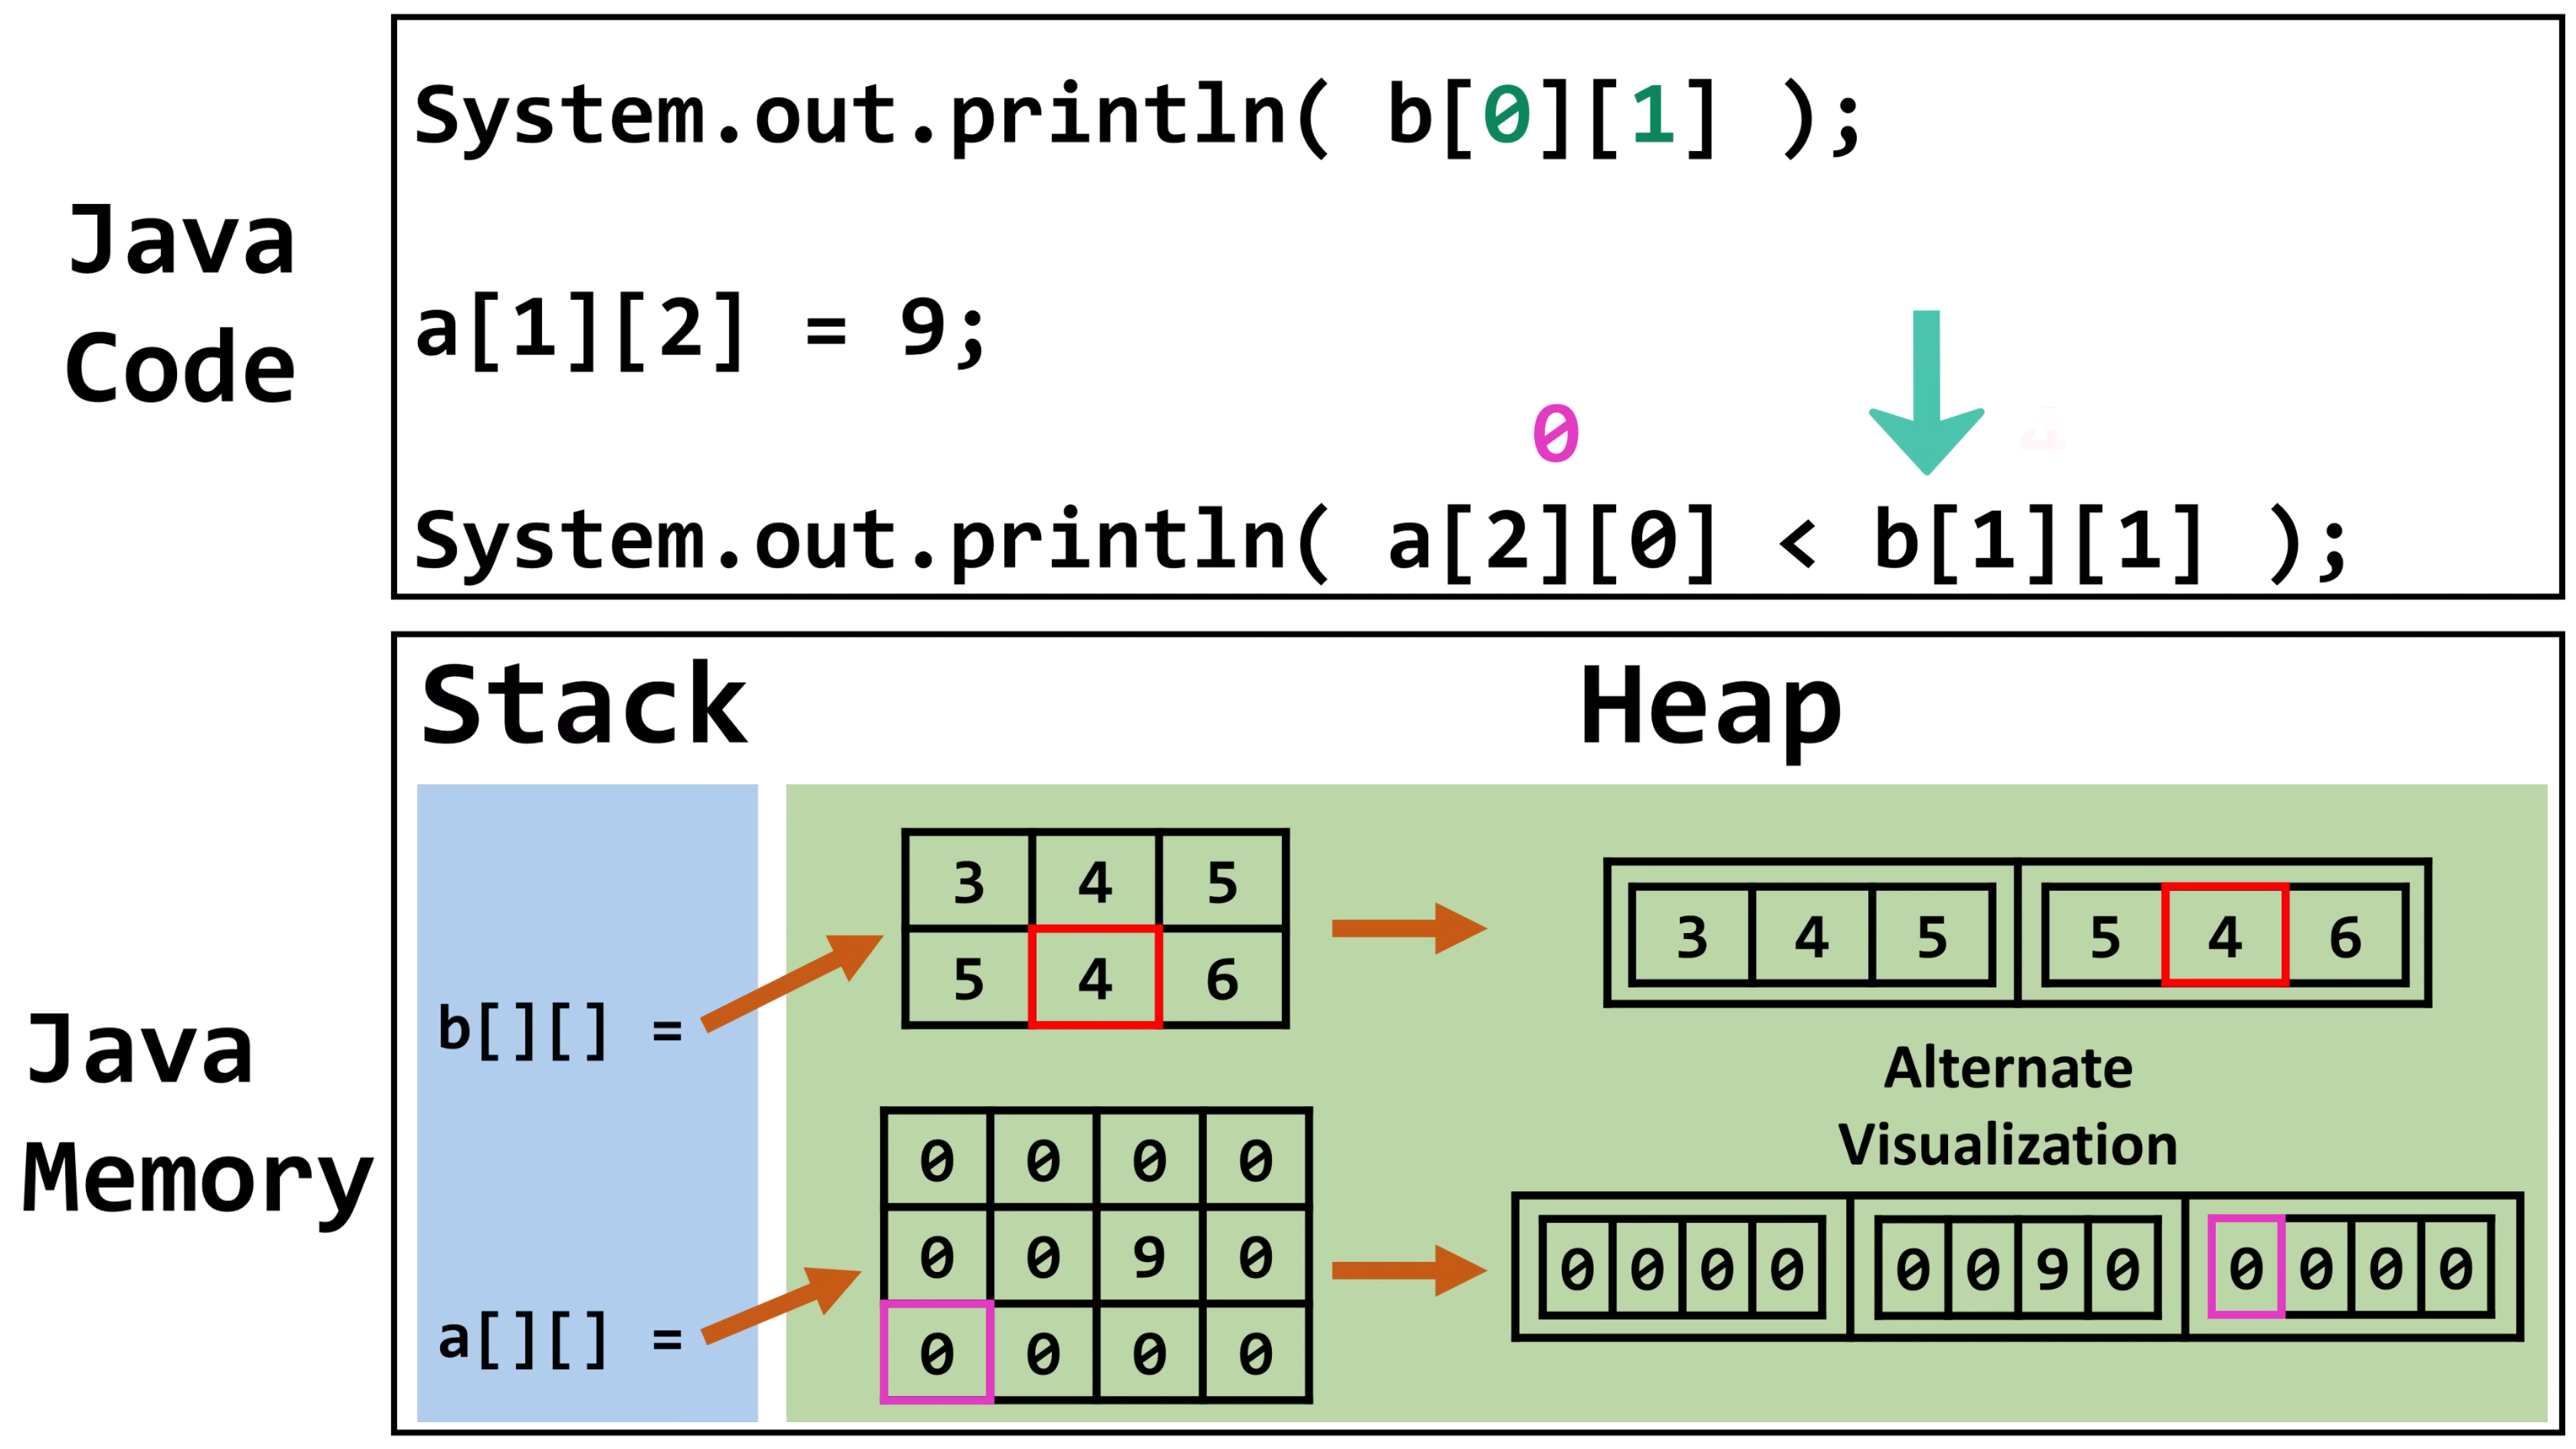 Java
Code
System.out.println( b[0][1] );
a[1][2] = 9;
0
4
System.out.println( a[2][0] < b[1][1] );
Java
Memory
Stack
Heap
b[][] =
3 4 5
5 4 6
3 4 5 5 4 6
Alternate
Visualization
a[][] =
0 0 0 0
0 0 9 0
0 0 0 0
0 0 0 0 0 0 9 0 0 0 0 0